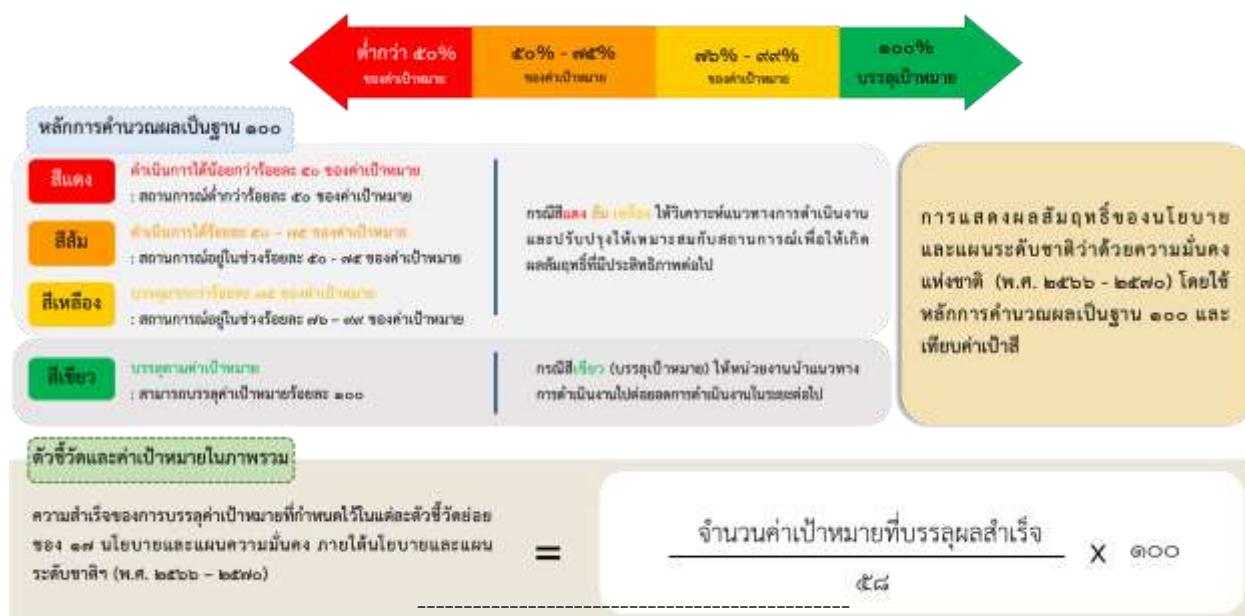 ต่ำกว่า ๕๐%
ของค่าเป้าหมาย
๕๐% - ๗๕%
ของค่าเป้าหมาย
๗๖% - ๙๙%
ของค่าเป้าหมาย
๑๐๐%
บรรลุเป้าหมาย
หลักการคำนวณผลเป็นฐาน ๑๐๐
สีแดง
ดำเนินการได้น้อยกว่าร้อยละ ๕๐ ของค่าเป้าหมาย
: สถานการณ์ต่ำกว่าร้อยละ ๕๐ ของค่าเป้าหมาย
สีส้ม
ดำเนินการได้ร้อยละ ๕๐ - ๗๕ ของค่าเป้าหมาย
: สถานการณ์อยู่ในช่วงร้อยละ ๕๐ - ๗๕ ของค่าเป้าหมาย
สีเหลือง
บรรลุมากกว่าร้อยละ ๗๕ ของค่าเป้าหมาย
: สถานการณ์อยู่ในช่วงร้อยละ ๗๖ - ๙๙ ของค่าเป้าหมาย
กรณีสีแดง ส้ม เหลือง ให้วิเคราะห์แนวทางการดำเนินงาน
และปรับปรุงให้เหมาะสมกับสถานการณ์เพื่อให้เกิด
ผลสัมฤทธิ์ที่มีประสิทธิภาพต่อไป
สีเขียว
บรรลุตามค่าเป้าหมาย
: สามารถบรรลุค่าเป้าหมายร้อยละ ๑๐๐
กรณีสีเขียว (บรรลุเป้าหมาย) ให้หน่วยงานนำแนวทาง
การดำเนินงานไปต่อยอดการดำเนินงานในระยะต่อไป
การแสดงผลสัมฤทธิ์ของนโยบาย
และแผนระดับชาติว่าด้วยความมั่นคง
แห่งชาติ (พ.ศ. ๒๕๖๖ - ๒๕๗๐) โดยใช้
หลักการคำนวณผลเป็นฐาน ๑๐๐ และ
เทียบค่าเป้าสี
ตัวชี้วัดและค่าเป้าหมายในภาพรวม
ความสำเร็จของการบรรลุค่าเป้าหมายที่กำหนดไว้ในแต่ละตัวชี้วัดย่อย
ของ ๑๗ นโยบายและแผนความมั่นคง ภายใต้นโยบายและแผน
ระดับชาติฯ (พ.ศ. ๒๕๖๖ – ๒๕๗๐)
=
จำนวนค่าเป้าหมายที่บรรลุผลสำเร็จ
๕๘
X ๑๐๐